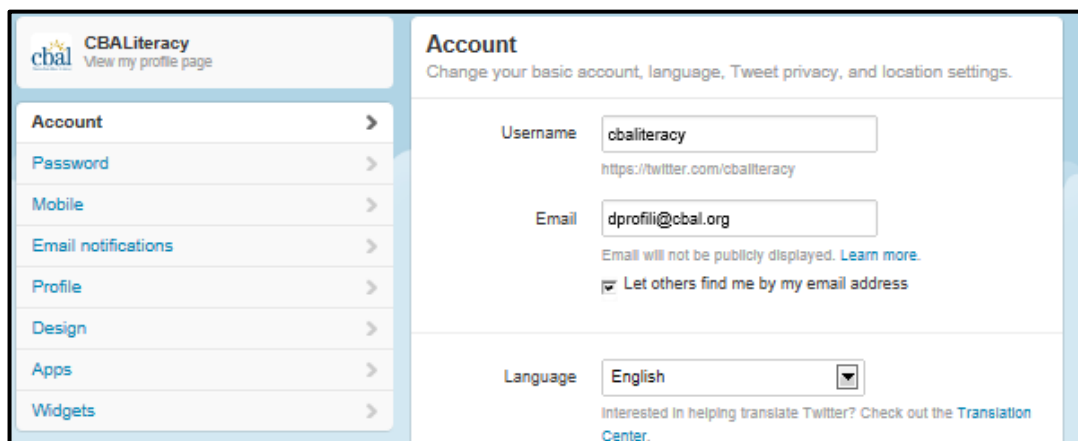 cbal
CBALiteracy
View my profile page
Account
Password
Mobile
Email notifications
Profile
Design
Apps
Widgets
Account
Change your basic account, language, Tweet privacy, and location settings.
Username
cbaliteracy
https://twitter.com/cbaliteracy
Email
dprofili@cbal.org
Email will not be publicly displayed. Learn more.
Let others find me by my email address
Language
English
Interested in helping translate Twitter? Check out the Translation
Center.